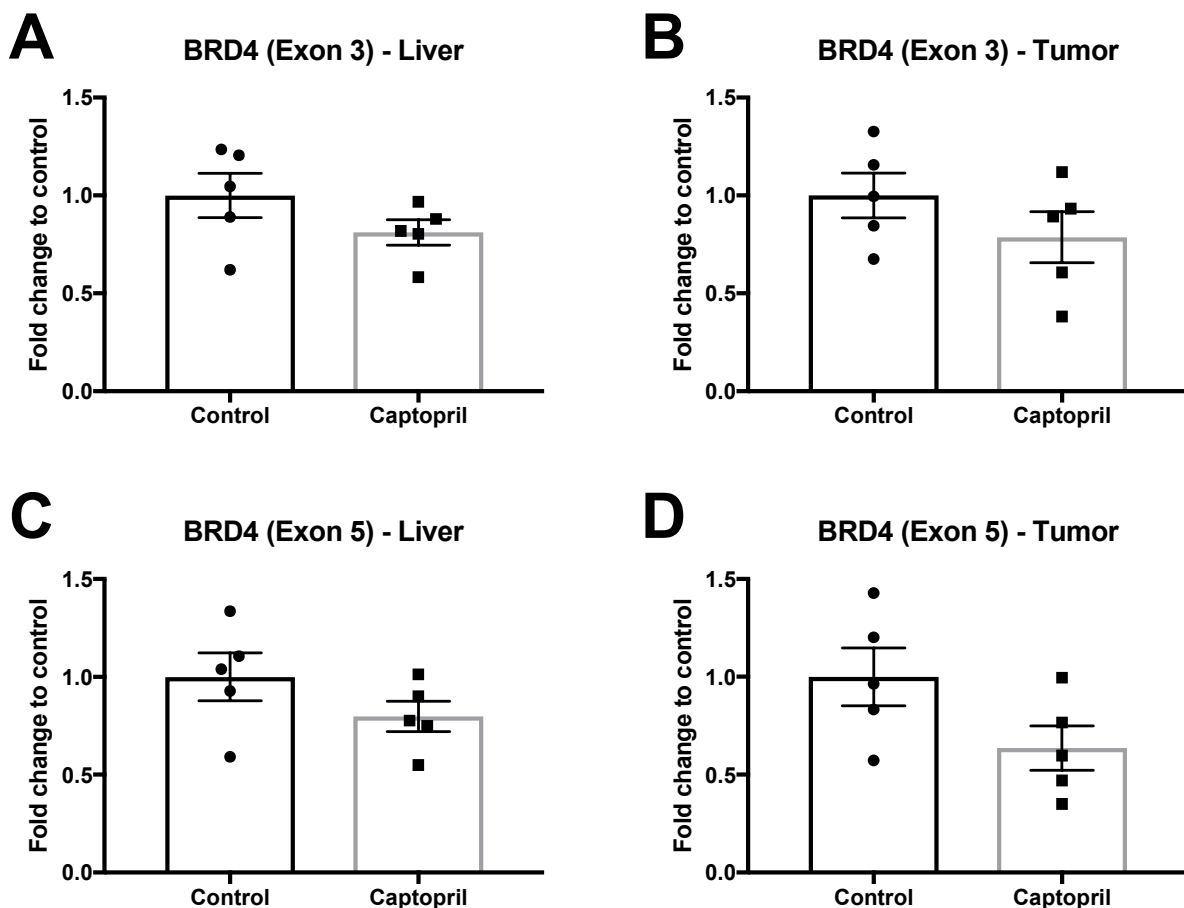 A
BRD4 (Exon 3) - Liver
Fold change to control
1.5
1.0
0.5
0.0
Control Captopril
B
BRD4 (Exon 3) - Tumor
Fold change to control
1.5
1.0
0.5
0.0
Control Captopril
C
BRD4 (Exon 5) - Liver
Fold change to control
1.5
1.0
0.5
0.0
Control Captopril
D
BRD4 (Exon 5) - Tumor
Fold change to control
1.5
1.0
0.5
0.0
Control Captopril